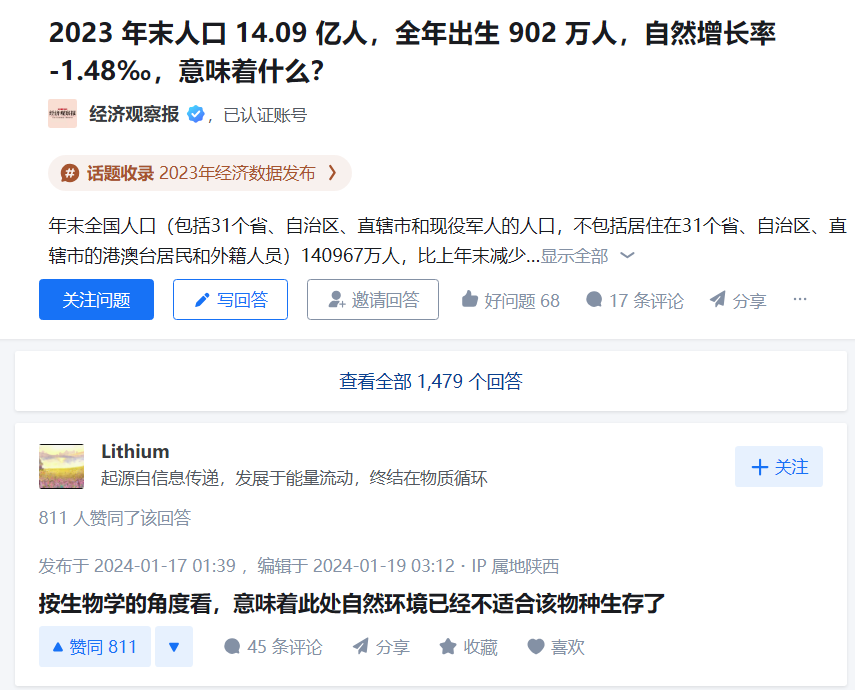 2023 年末人口 14.09 亿人，全年出生 902 万人，自然增长率
-1.48‰，意味着什么？
经济观察报 ，已认证账号
# 话题收录 2023年经济数据发布
年末全国人口（包括31个省、自治区、直辖市和现役军人的人口，不包括居住在31个省、自治区、直
辖市的港澳台居民和外籍人员）140967万人，比上年末减少...显示全部
关注问题 写回答 邀请回答 好问题 68 17 条评论 分享 ···
查看全部 1,479 个回答
Lithium
起源自信息传递，发展于能量流动，终结在物质循环
+ 关注
811 人赞同了该回答
发布于 2024-01-17 01:39 ，编辑于 2024-01-19 03:12 · IP 属地陕西
按生物学的角度看，意味着此处自然环境已经不适合该物种生存了
赞同 811 45 条评论 分享 收藏 喜欢